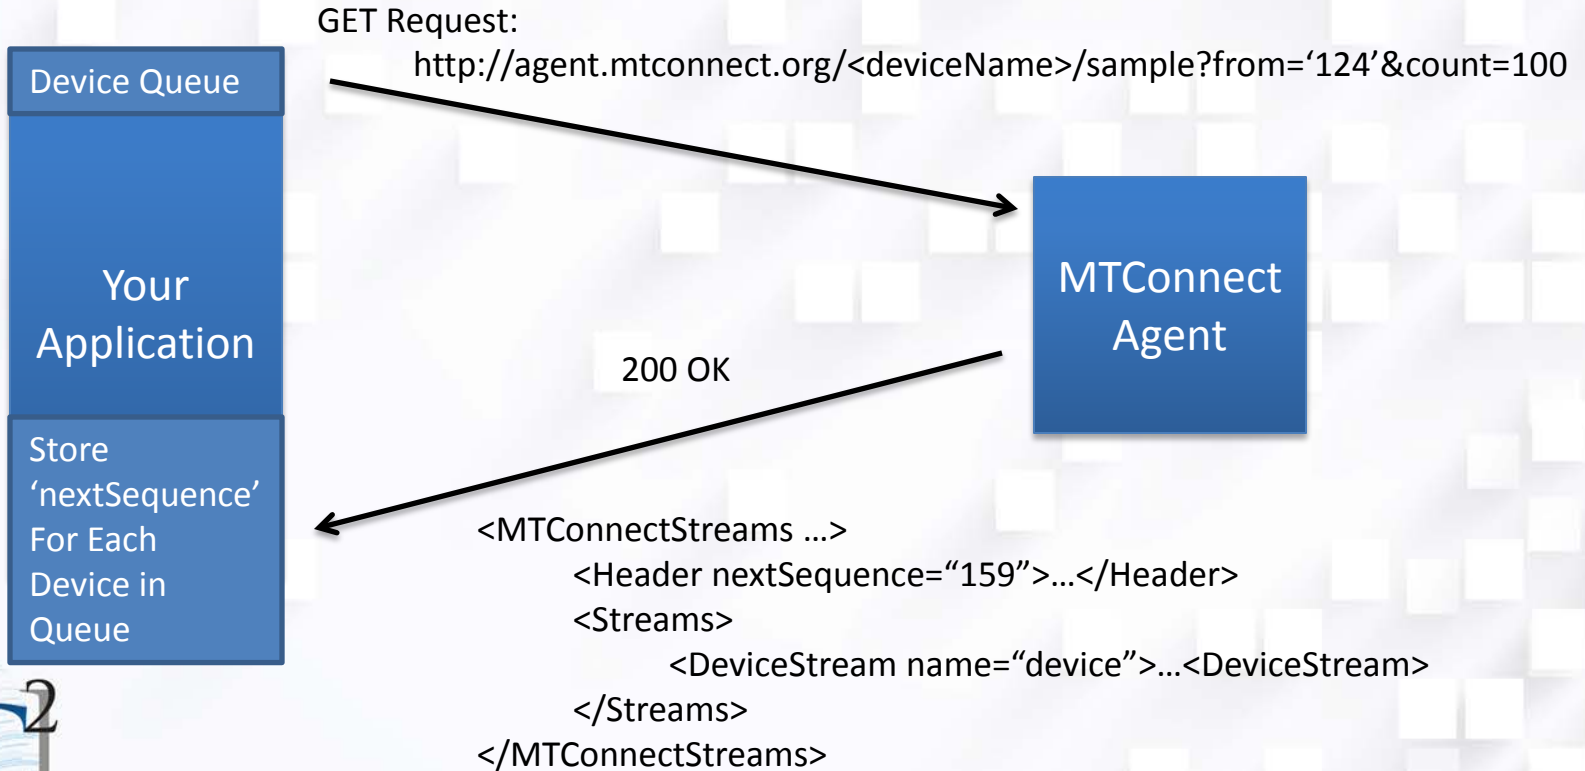 GET Request:
http://agent.mtconnect.org/<deviceName>/sample?from=‘124’&count=100
Device Queue
Your
Application
MTConnect
Agent
200 OK
Store
‘nextSequence’
For Each
Device in
Queue
<MTConnectStreams …>
<Header nextSequence=“159”>…</Header>
<Streams>
<DeviceStream name=“device”>…<DeviceStream>
</Streams>
</MTConnectStreams>
2